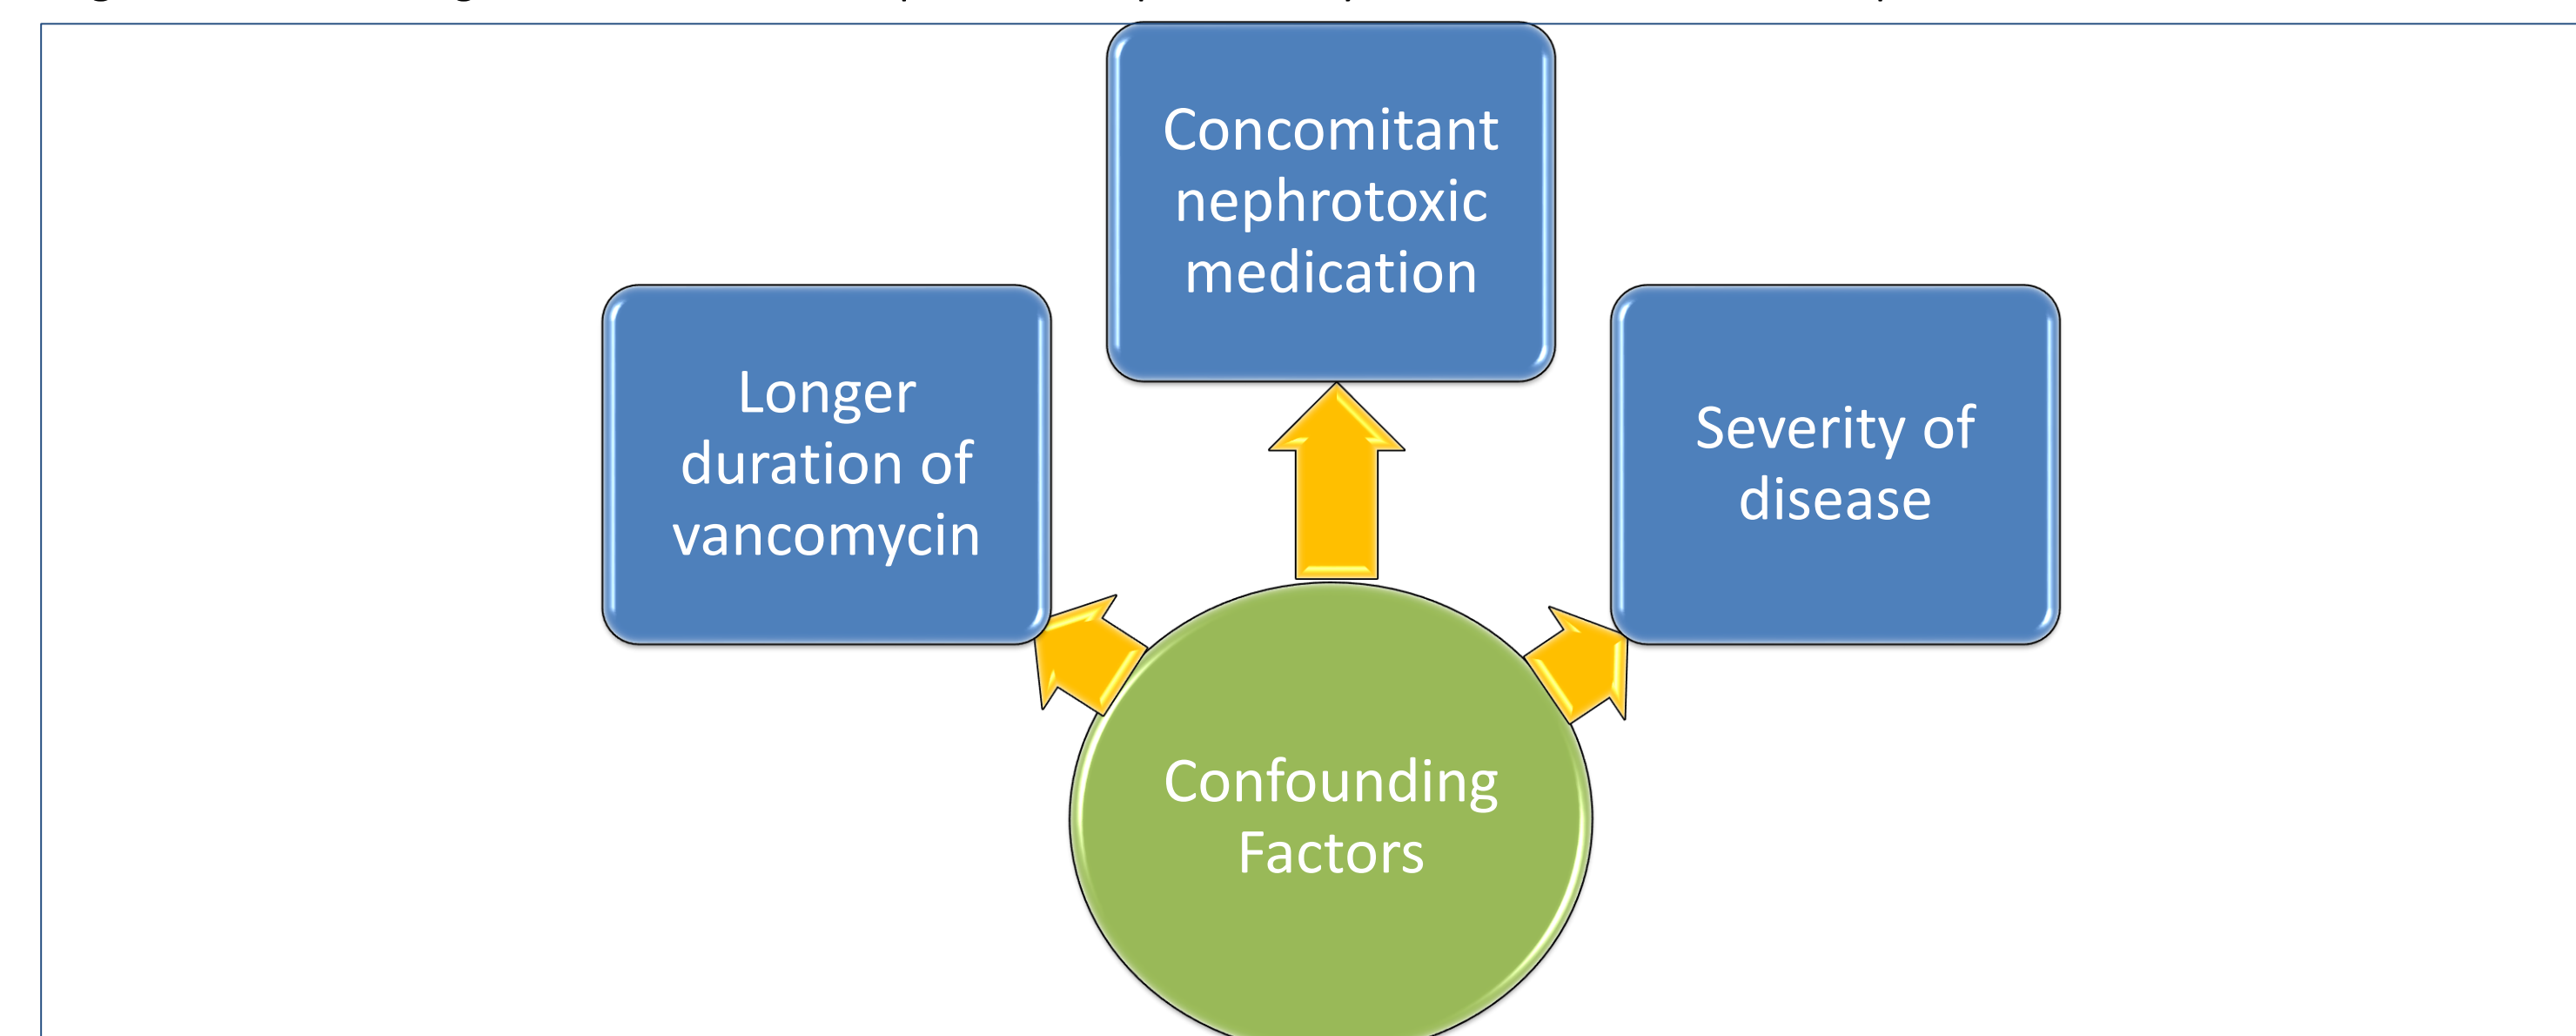 Concomitant
nephrotoxic
medication
Longer
duration of
vancomycin
Severity of
disease
Confounding
Factors